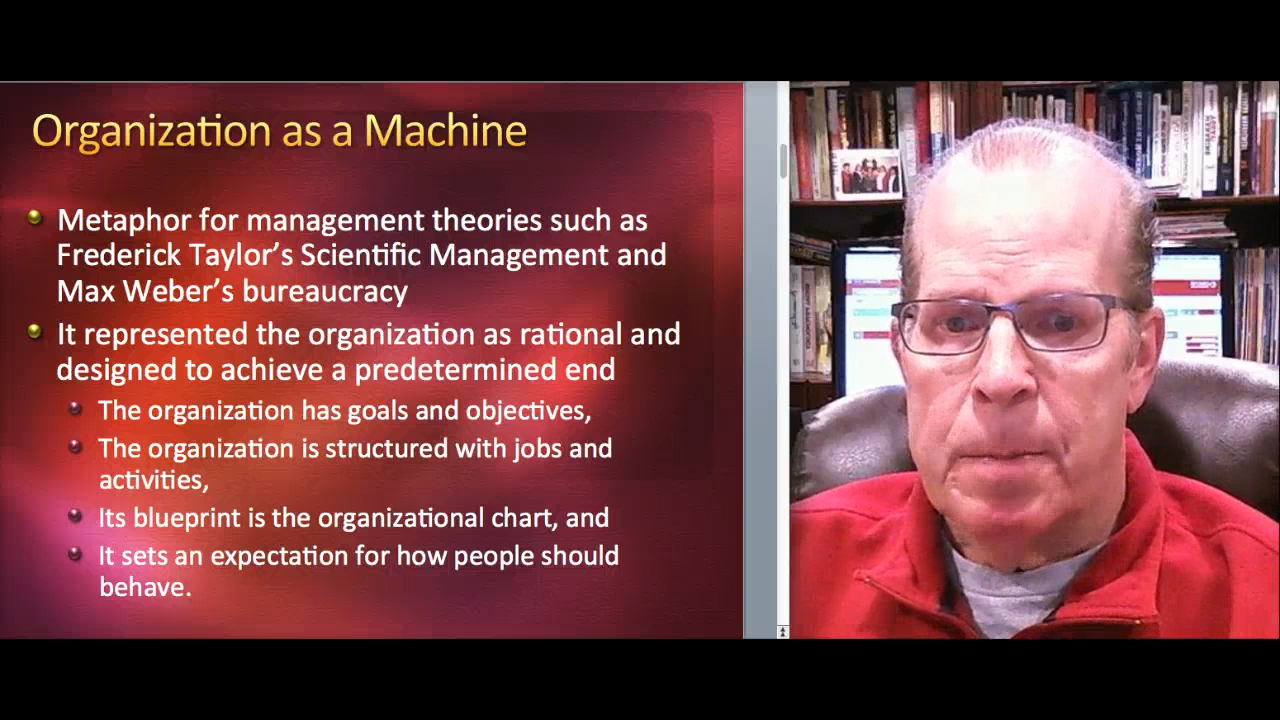 Organization as a Machine
Metaphor for management theories such as
Frederick Taylor's Scientific Management and
Max Weber's bureaucracy
It represented the organization as rational and
designed to achieve a predetermined end
The organization has goals and objectives,
The organization is structured with jobs and
activities,
Its blueprint is the organizational chart, and
It sets an expectation for how people should
behave.